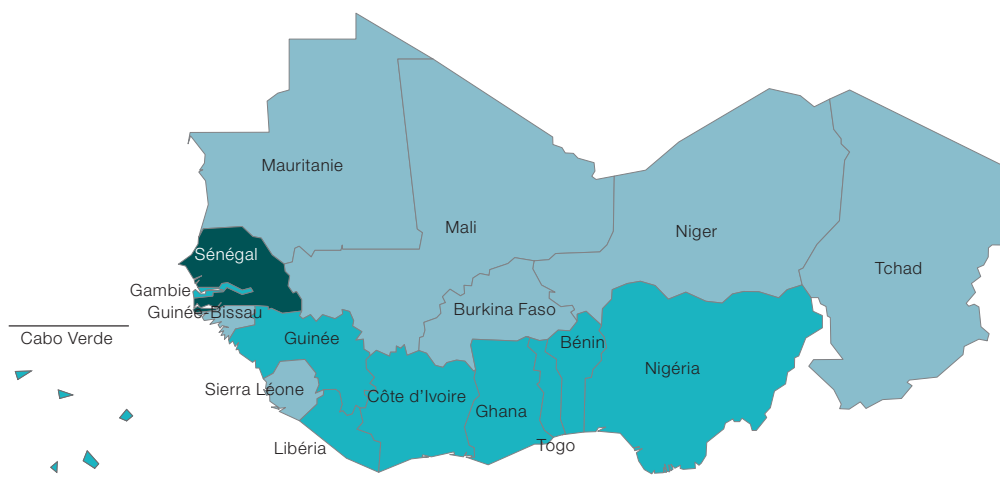 Mauritanie
Mali
Niger
Sénégal
Tchad
Gambie
Guinée-Bissau
Burkina Faso
Cabo Verde
Guinée
Bénin
Nigéria
Sierra Léone
Côte d'Ivoire
Ghana
Libéria
Togo